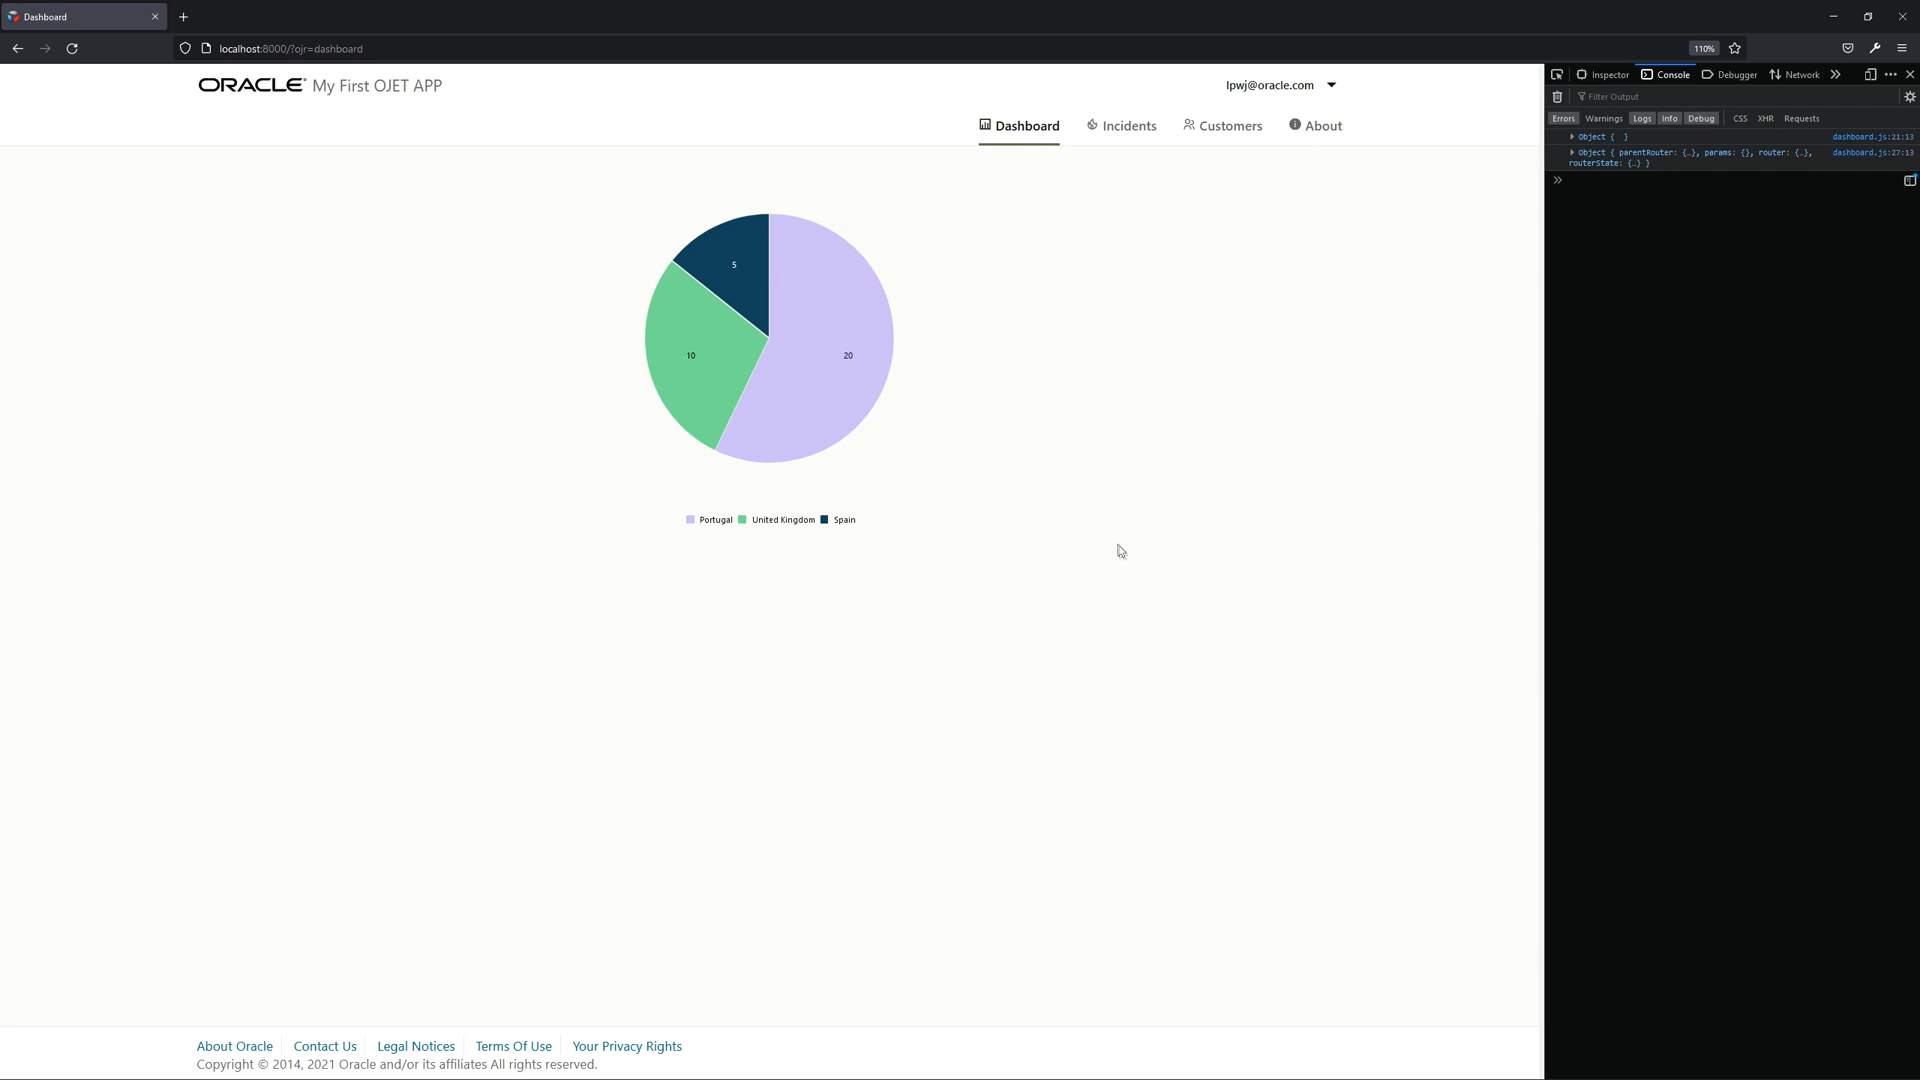 Dashboard
localhost:8000/?ojr=dashboard
110%
ORACLE® My First OJET APP
lpwj@oracle.com
Dashboard
Incidents
Customers
About
5
10
20
Portugal
United Kingdom
Spain
About Oracle
Contact Us
Legal Notices
Terms Of Use
Your Privacy Rights
Copyright © 2014, 2021 Oracle and/or its affiliates All rights reserved.
Inspector
Console
Debugger
Network
Filter Output
Errors
Warnings
Logs
Info
Debug
CSS
XHR
Requests
Object { }
dashboard.js:21:13
Object { parentRouter: {…}, params: {}, router: {…},
dashboard.js:27:13
routerState: {…} }